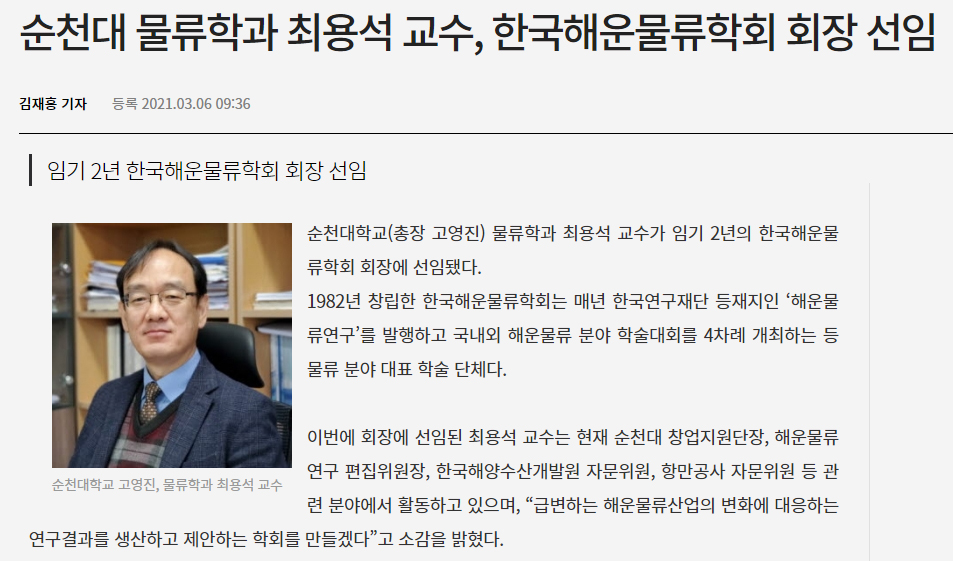 순천대 물류학과 최용석 교수, 한국해운물류학회 회장 선임
김재홍 기자 등록 2021.03.06 09:36
임기 2년 한국해운물류학회 회장 선임
순천대학교(총장 고영진) 물류학과 최용석 교수가 임기 2년의 한국해운물
류학회 회장에 선임됐다.
1982년 창립한 한국해운물류학회는 매년 한국연구재단 등재지인 ‘해운물
류연구’를 발행하고 국내외 해운물류 분야 학술대회를 4차례 개최하는 등
물류 분야 대표 학술 단체다.
이번에 회장에 선임된 최용석 교수는 현재 순천대 창업지원단장, 해운물류
연구 편집위원장, 한국해양수산개발원 자문위원, 항만공사 자문위원 등 관
련 분야에서 활동하고 있으며, “급변하는 해운물류산업의 변화에 대응하는
연구결과를 생산하고 제안하는 학회를 만들겠다”고 소감을 밝혔다.
순천대학교 고영진, 물류학과 최용석 교수